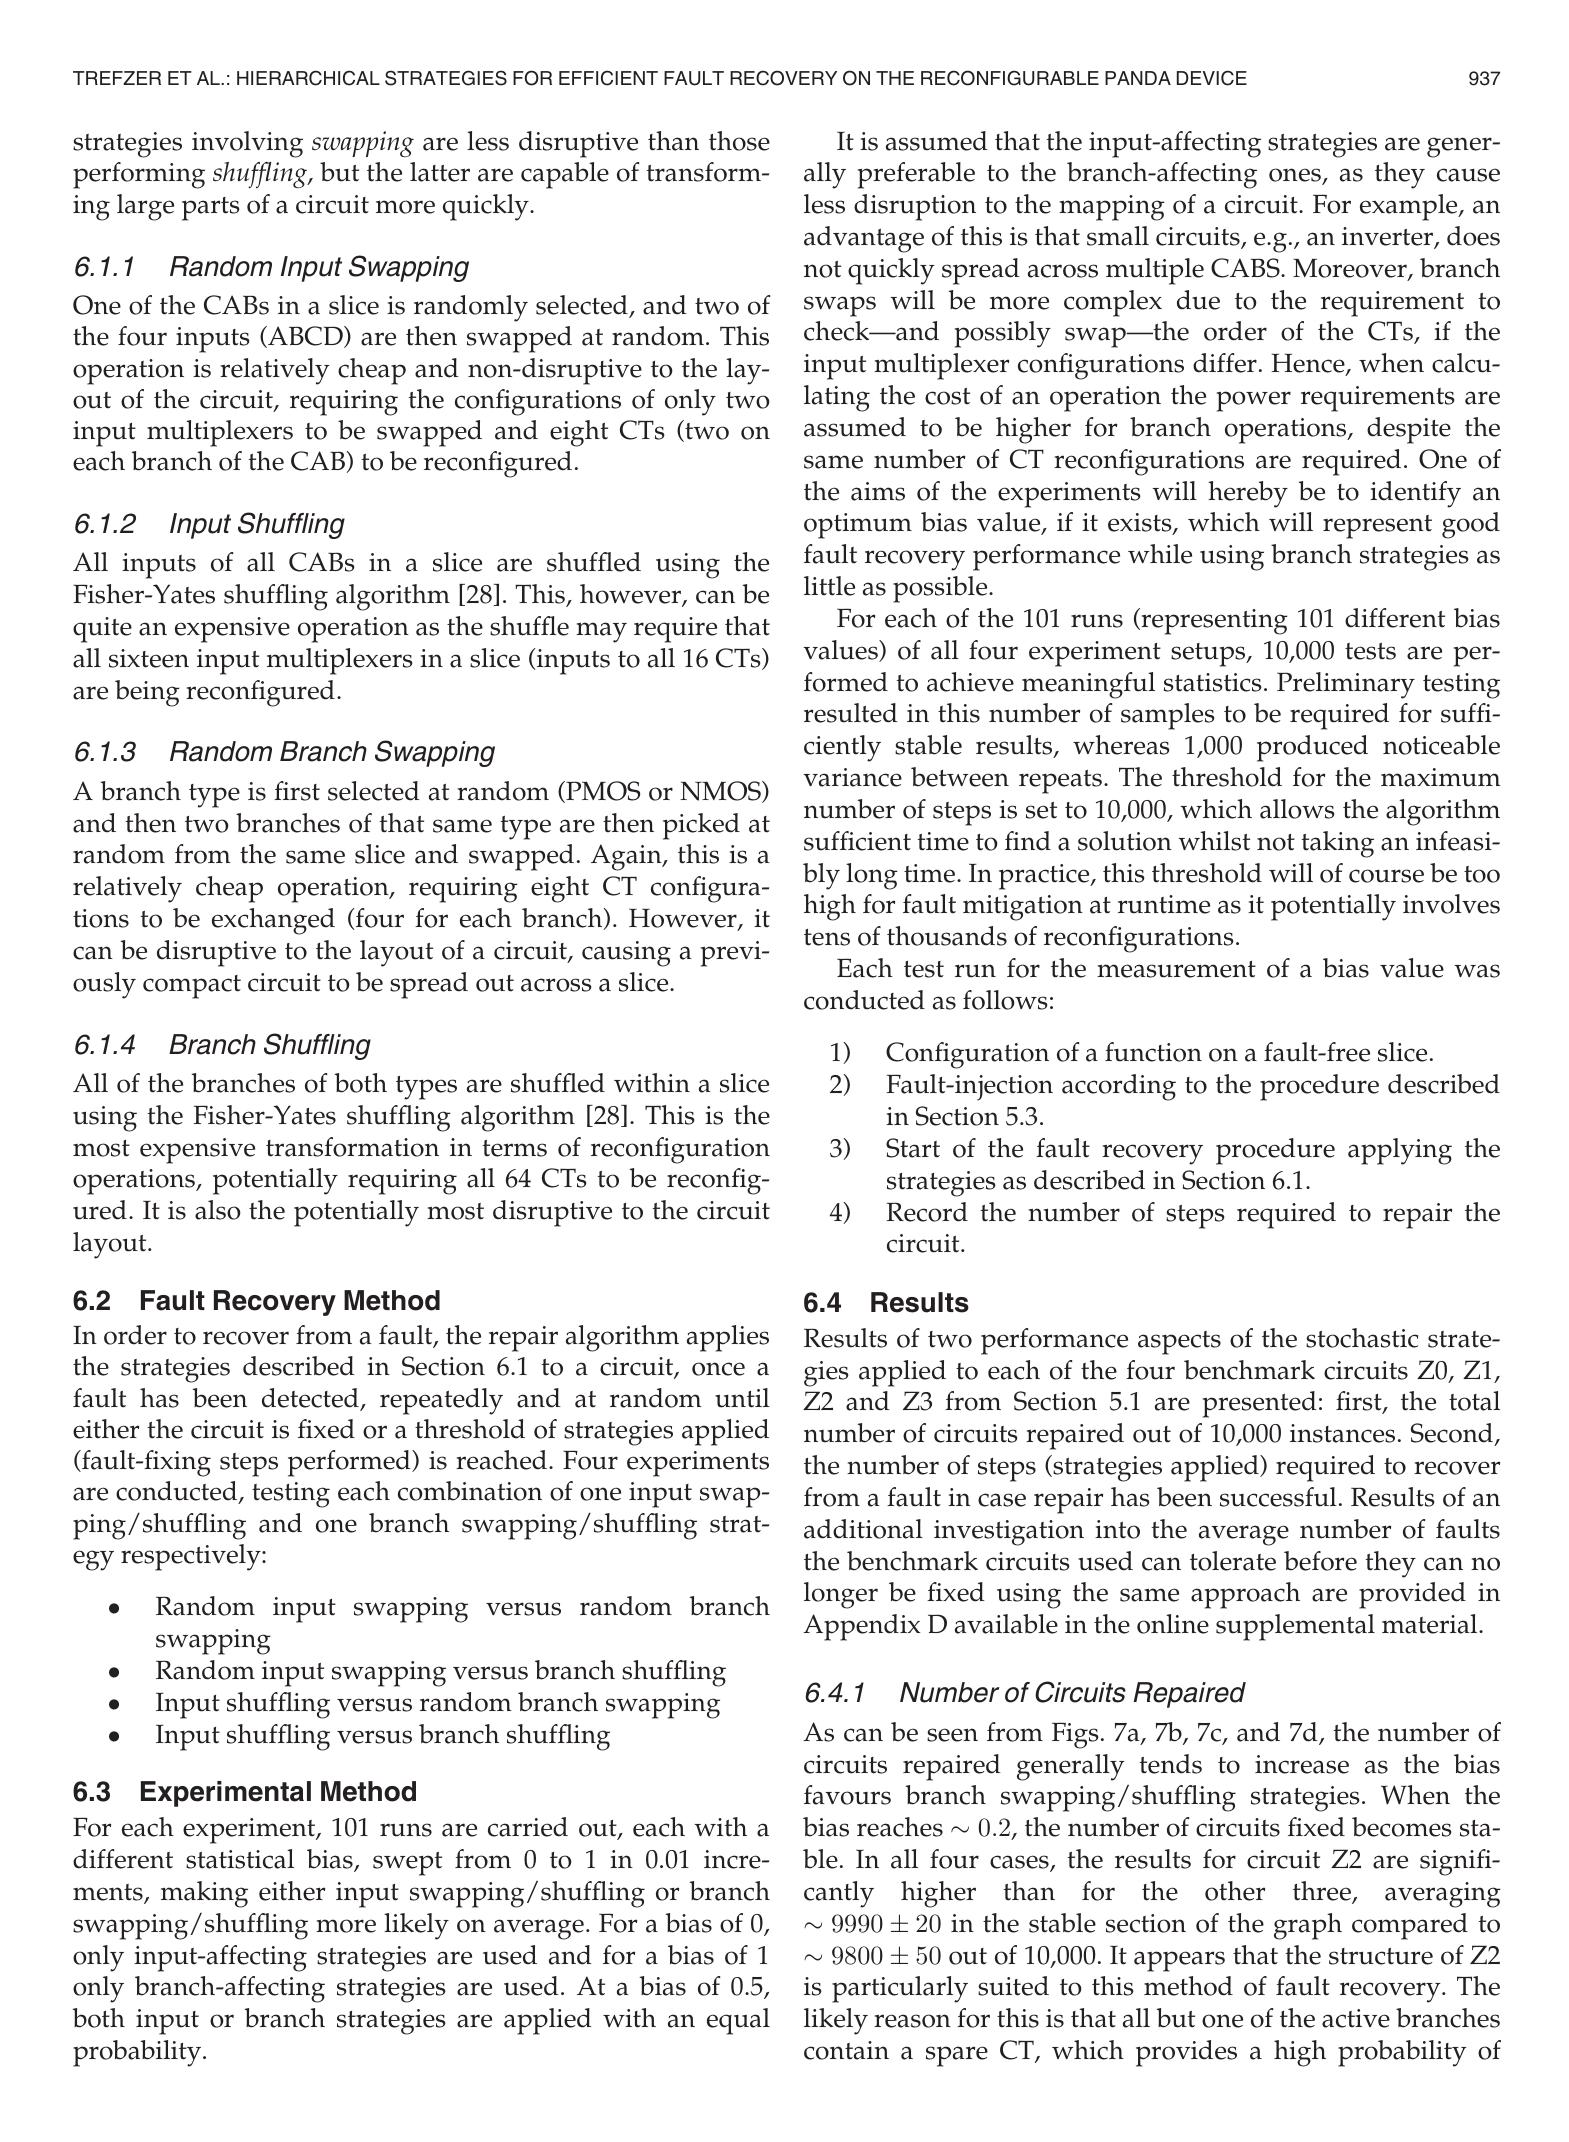 TREFZER ET AL.: HIERARCHICAL STRATEGIES FOR EFFICIENT FAULT RECOVERY ON THE RECONFIGURABLE PANDA DEVICE 937
strategies involving swapping are less disruptive than those
performing shuffling, but the latter are capable of transform-
ing large parts of a circuit more quickly.
6.1.1 Random Input Swapping
One of the CABs in a slice is randomly selected, and two of
the four inputs (ABCD) are then swapped at random. This
operation is relatively cheap and non-disruptive to the lay-
out of the circuit, requiring the configurations of only two
input multiplexers to be swapped and eight CTs (two on
each branch of the CAB) to be reconfigured.
6.1.2 Input Shuffling
All inputs of all CABs in a slice are shuffled using the
Fisher-Yates shuffling algorithm [28]. This, however, can be
quite an expensive operation as the shuffle may require that
all sixteen input multiplexers in a slice (inputs to all 16 CTs)
are being reconfigured.
6.1.3 Random Branch Swapping
A branch type is first selected at random (PMOS or NMOS)
and then two branches of that same type are then picked at
random from the same slice and swapped. Again, this is a
relatively cheap operation, requiring eight CT configura-
tions to be exchanged (four for each branch). However, it
can be disruptive to the layout of a circuit, causing a previ-
ously compact circuit to be spread out across a slice.
6.1.4 Branch Shuffling
All of the branches of both types are shuffled within a slice
using the Fisher-Yates shuffling algorithm [28]. This is the
most expensive transformation in terms of reconfiguration
operations, potentially requiring all 64 CTs to be reconfig-
ured. It is also the potentially most disruptive to the circuit
layout.
6.2 Fault Recovery Method
In order to recover from a fault, the repair algorithm applies
the strategies described in Section 6.1 to a circuit, once a
fault has been detected, repeatedly and at random until
either the circuit is fixed or a threshold of strategies applied
(fault-fixing steps performed) is reached. Four experiments
are conducted, testing each combination of one input swap-
ping/shuffling and one branch swapping/shuffling strat-
egy respectively:
• Random input swapping versus random branch
swapping
• Random input swapping versus branch shuffling
• Input shuffling versus random branch swapping
• Input shuffling versus branch shuffling
6.3 Experimental Method
For each experiment, 101 runs are carried out, each with a
different statistical bias, swept from 0 to 1 in 0.01 incre-
ments, making either input swapping/shuffling or branch
swapping/shuffling more likely on average. For a bias of 0,
only input-affecting strategies are used and for a bias of 1
only branch-affecting strategies are used. At a bias of 0.5,
both input or branch strategies are applied with an equal
probability.
It is assumed that the input-affecting strategies are gener-
ally preferable to the branch-affecting ones, as they cause
less disruption to the mapping of a circuit. For example, an
advantage of this is that small circuits, e.g., an inverter, does
not quickly spread across multiple CABS. Moreover, branch
swaps will be more complex due to the requirement to
check—and possibly swap—the order of the CTs, if the
input multiplexer configurations differ. Hence, when calcu-
lating the cost of an operation the power requirements are
assumed to be higher for branch operations, despite the
same number of CT reconfigurations are required. One of
the aims of the experiments will hereby be to identify an
optimum bias value, if it exists, which will represent good
fault recovery performance while using branch strategies as
little as possible.
For each of the 101 runs (representing 101 different bias
values) of all four experiment setups, 10,000 tests are per-
formed to achieve meaningful statistics. Preliminary testing
resulted in this number of samples to be required for suffi-
ciently stable results, whereas 1,000 produced noticeable
variance between repeats. The threshold for the maximum
number of steps is set to 10,000, which allows the algorithm
sufficient time to find a solution whilst not taking an infeasi-
bly long time. In practice, this threshold will of course be too
high for fault mitigation at runtime as it potentially involves
tens of thousands of reconfigurations.
Each test run for the measurement of a bias value was
conducted as follows:
1) Configuration of a function on a fault-free slice.
2) Fault-injection according to the procedure described
in Section 5.3.
3) Start of the fault recovery procedure applying the
strategies as described in Section 6.1.
4) Record the number of steps required to repair the
circuit.
6.4 Results
Results of two performance aspects of the stochastic strate-
gies applied to each of the four benchmark circuits Z0, Z1,
Z2 and Z3 from Section 5.1 are presented: first, the total
number of circuits repaired out of 10,000 instances. Second,
the number of steps (strategies applied) required to recover
from a fault in case repair has been successful. Results of an
additional investigation into the average number of faults
the benchmark circuits used can tolerate before they can no
longer be fixed using the same approach are provided in
Appendix D available in the online supplemental material.
6.4.1 Number of Circuits Repaired
As can be seen from Figs. 7a, 7b, 7c, and 7d, the number of
circuits repaired generally tends to increase as the bias
favours branch swapping/shuffling strategies. When the
bias reaches ∼ 0.2, the number of circuits fixed becomes sta-
ble. In all four cases, the results for circuit Z2 are signifi-
cantly higher than for the other three, averaging
∼ 9990 ± 20 in the stable section of the graph compared to
∼ 9800 ± 50 out of 10,000. It appears that the structure of Z2
is particularly suited to this method of fault recovery. The
likely reason for this is that all but one of the active branches
contain a spare CT, which provides a high probability of